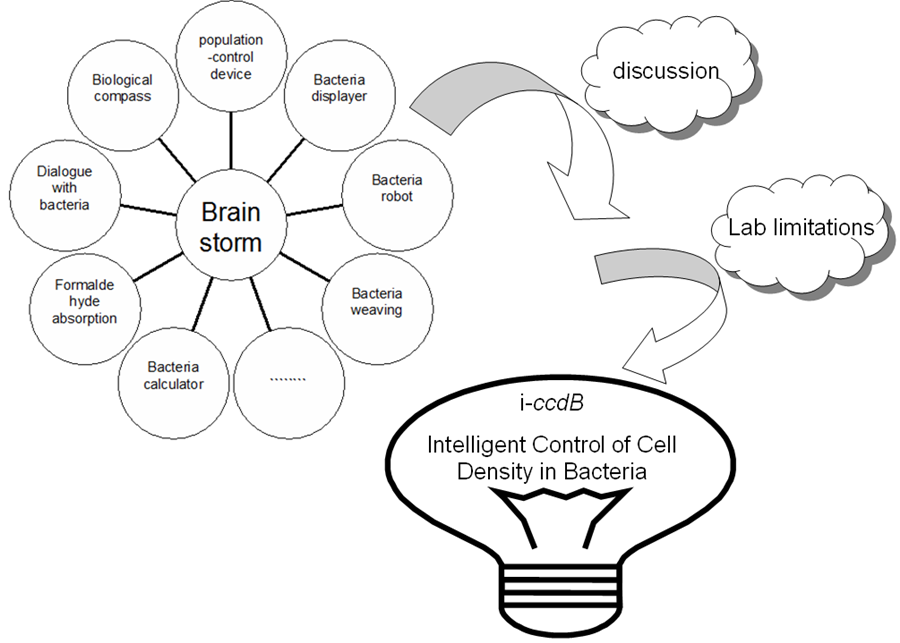 population
-control
device
Bacteria
displayer
Bacteria
robot
Bacteria
weaving
````````
Bacteria
calculator
Formalde
hyde
absorption
Dialogue
with
bacteria
Biological
compass
Brain
storm
discussion
Lab limitations
i-ccdB
Intelligent Control of Cell
Density in Bacteria